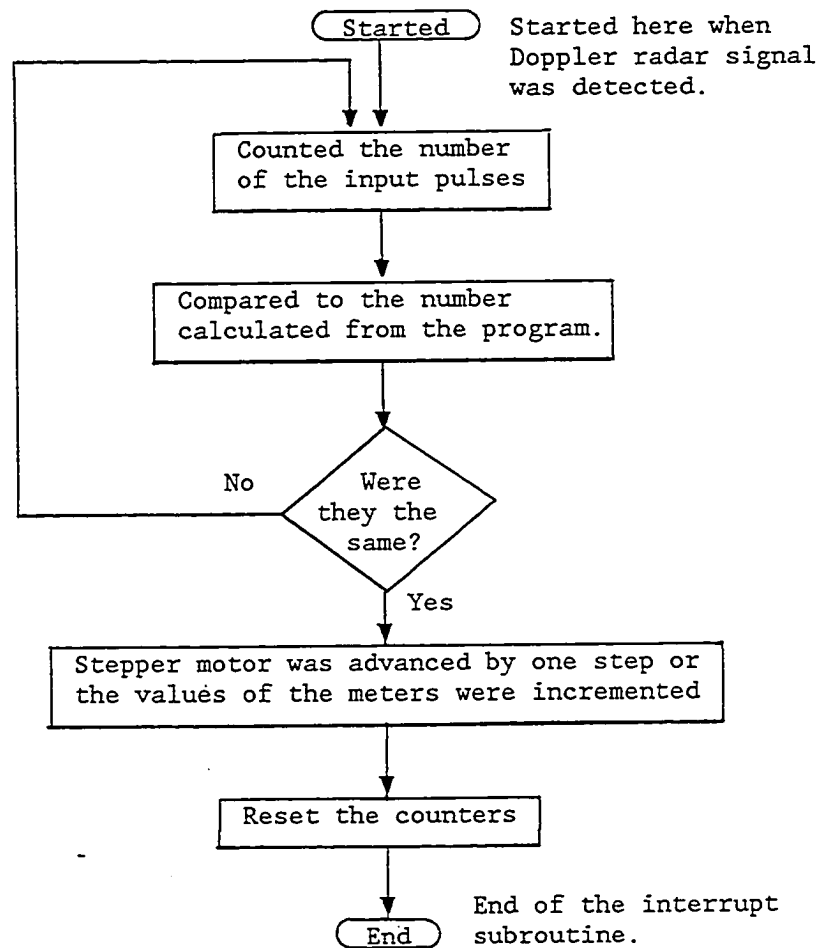 Started
Started here when
Doppler radar signal
was detected.
Counted the number
of the input pulses
Compared to the number
calculated from the program.
Were
they the
same?
No
Yes
Stepper motor was advanced by one step or
the values of the meters were incremented
Reset the counters
End
End of the interrupt
subroutine.